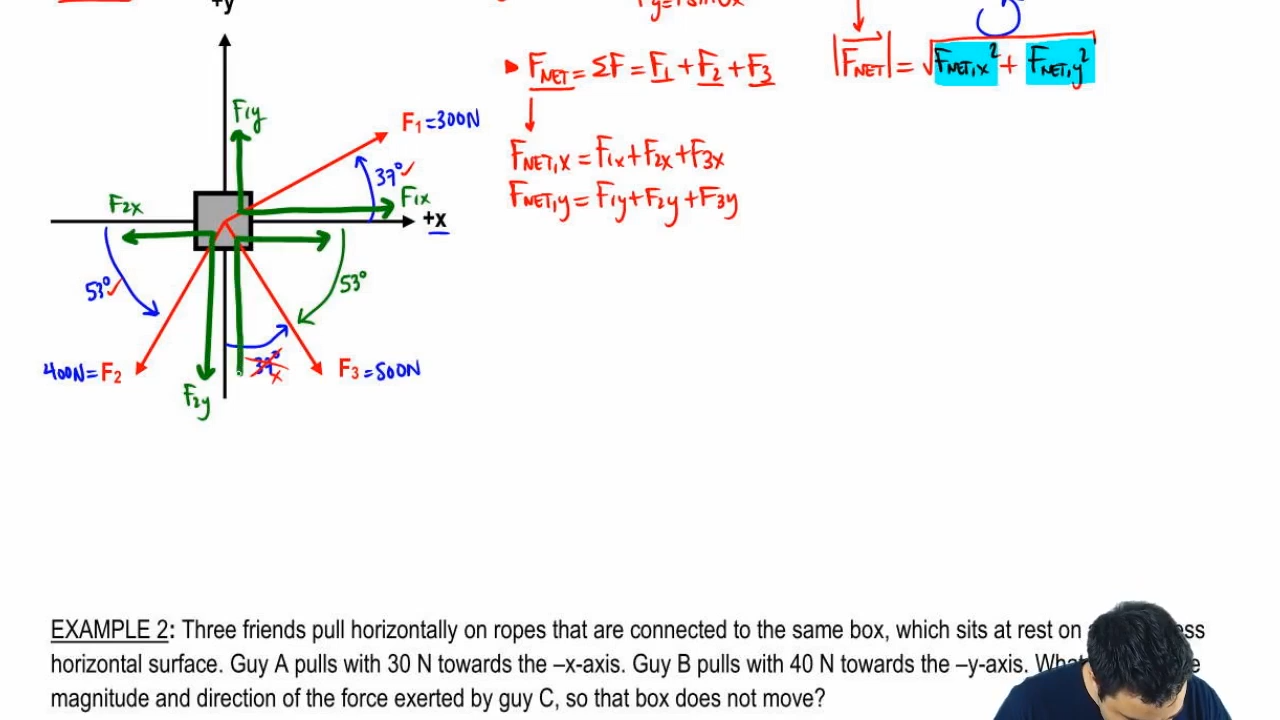 +y
Fy=Fsinθx
FNET = ΣF = F1 + F2 + F3
|FNET| = √FNET,x² + FNET,y²
F1y
F1 =300N
FNET,x = F1x+F2x+F3x
37°
F1x
FNET,y = F1y+F2y+F3y
F2x
+x
53°
53°
37°
x
400N=F2
F3 =500N
F2y
EXAMPLE 2: Three friends pull horizontally on ropes that are connected to the same box, which sits at rest on
horizontal surface. Guy A pulls with 30 N towards the –x-axis. Guy B pulls with 40 N towards the –y-axis.
magnitude and direction of the force exerted by guy C, so that box does not move?